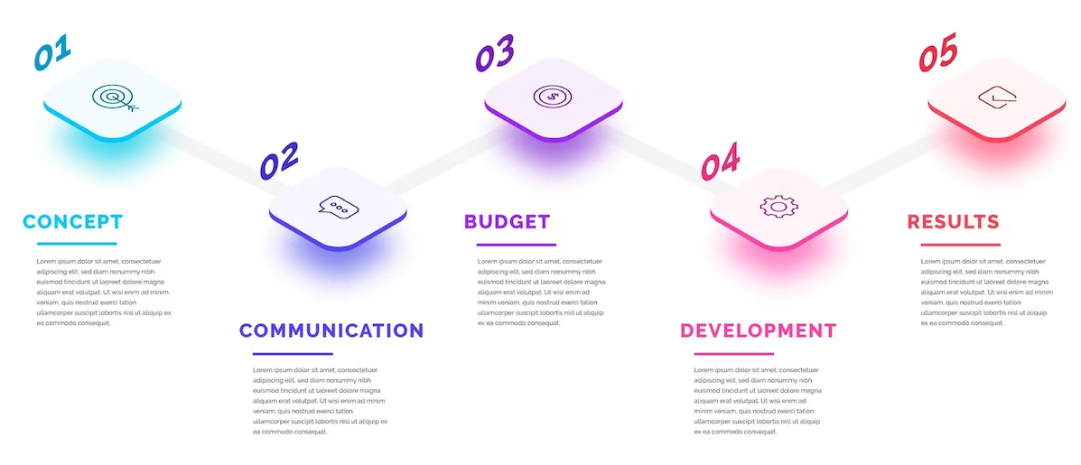 01
CONCEPT
Lorem ipsum dolor sit amet, consectetuer
adipiscing elit, sed diam nonummy nibh
euismod tincidunt ut laoreet dolore magna
aliquam erat volutpat. Ut wisi enim ad minim
veniam, quis nostrud exerci tation
ullamcorper suscipit lobortis nisl ut aliquip ex
ea commodo consequat.
02
COMMUNICATION
Lorem ipsum dolor sit amet, consectetuer
adipiscing elit, sed diam nonummy nibh
euismod tincidunt ut laoreet dolore magna
aliquam erat volutpat. Ut wisi enim ad minim
veniam, quis nostrud exerci tation
ullamcorper suscipit lobortis nisl ut aliquip ex
ea commodo consequat.
03
$
BUDGET
Lorem ipsum dolor sit amet, consectetuer
adipiscing elit, sed diam nonummy nibh
euismod tincidunt ut laoreet dolore magna
aliquam erat volutpat. Ut wisi enim ad
minim veniam, quis nostrud exerci tation
ullamcorper suscipit lobortis nisl ut aliquip
ex ea commodo consequat.
04
DEVELOPMENT
Lorem ipsum dolor sit amet, consectetuer
adipiscing elit, sed diam nonummy nibh
euismod tincidunt ut laoreet dolore
magna aliquam erat volutpat. Ut wisi enim
ad minim veniam, quis nostrud exerci tation
ullamcorper suscipit lobortis nisl ut aliquip
ex ea commodo consequat.
05
RESULTS
Lorem ipsum dolor sit amet, consectetuer
adipiscing elit, sed diam nonummy nibh
euismod tincidunt ut laoreet dolore magna
aliquam erat volutpat. Ut wisi enim ad minim
veniam, quis nostrud exerci tation
ullamcorper suscipit lobortis nisl ut aliquip
ex ea commodo consequat.